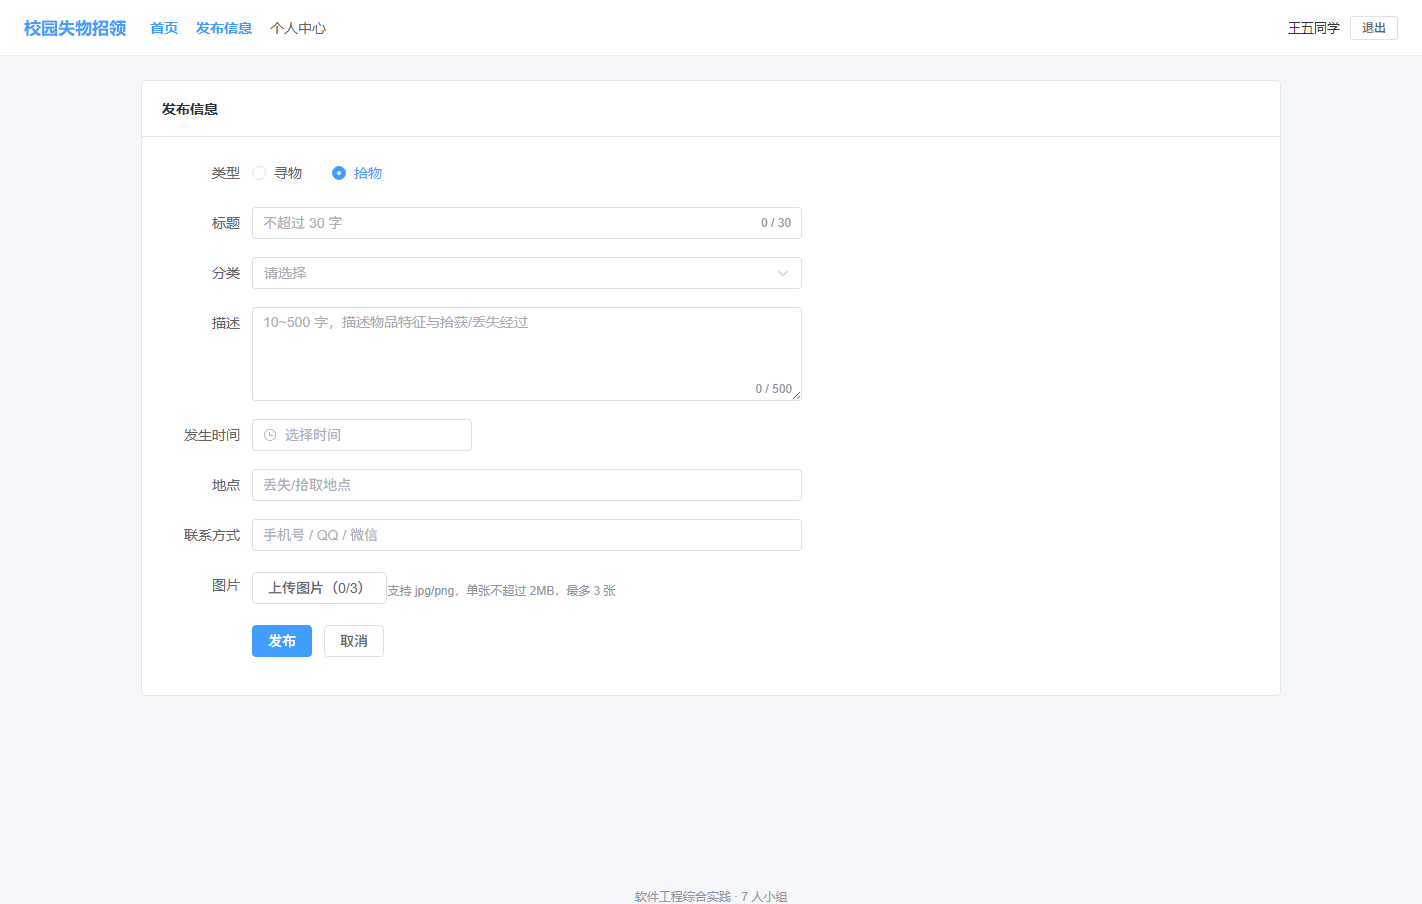 校园失物招领 首页 发布信息 个人中心 王五同学 退出
发布信息
类型 寻物 拾物
标题 不超过 30 字 0 / 30
分类 请选择
描述 10~500 字，描述物品特征与拾获/丢失经过
0 / 500
发生时间 选择时间
地点 丢失/拾取地点
联系方式 手机号 / QQ / 微信
图片 上传图片（0/3） 支持 jpg/png，单张不超过 2MB，最多 3 张
发布 取消
软件工程综合实践 · 7 人小组